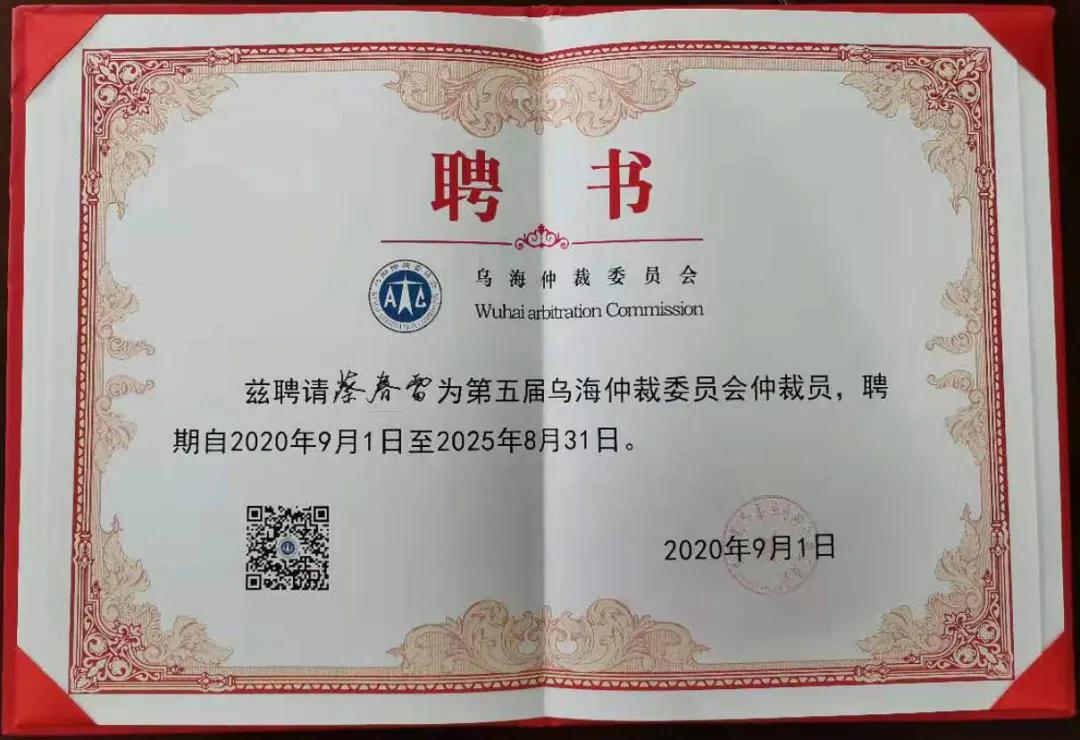 聘书
乌海仲裁委员会
Wuhai arbitration Commission
兹聘请蔡春雷为第五届乌海仲裁委员会仲裁员，聘
期自2020年9月1日至2025年8月31日。
2020年9月1日